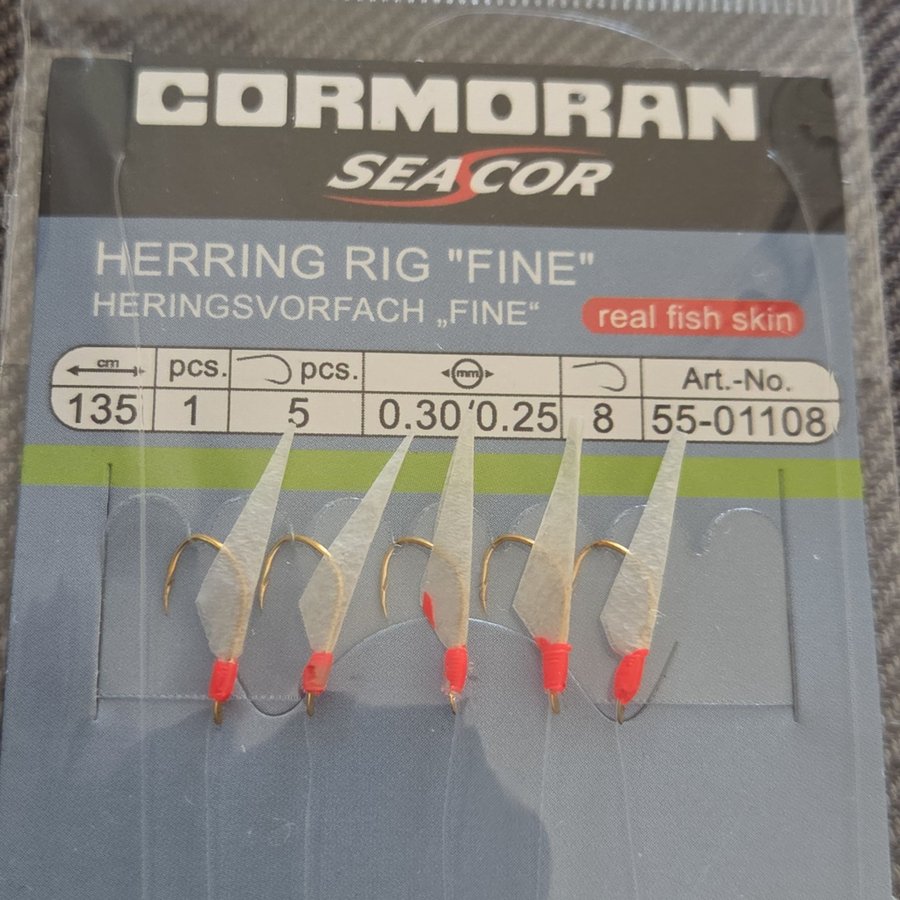 CORMORAN
SEACOR
HERRING RIG "FINE"
HERINGSVORFACH „FINE“
real fish skin
cm pcs. pcs. mm Art.-No.
135 1 5 0.30/0.25 8 55-01108